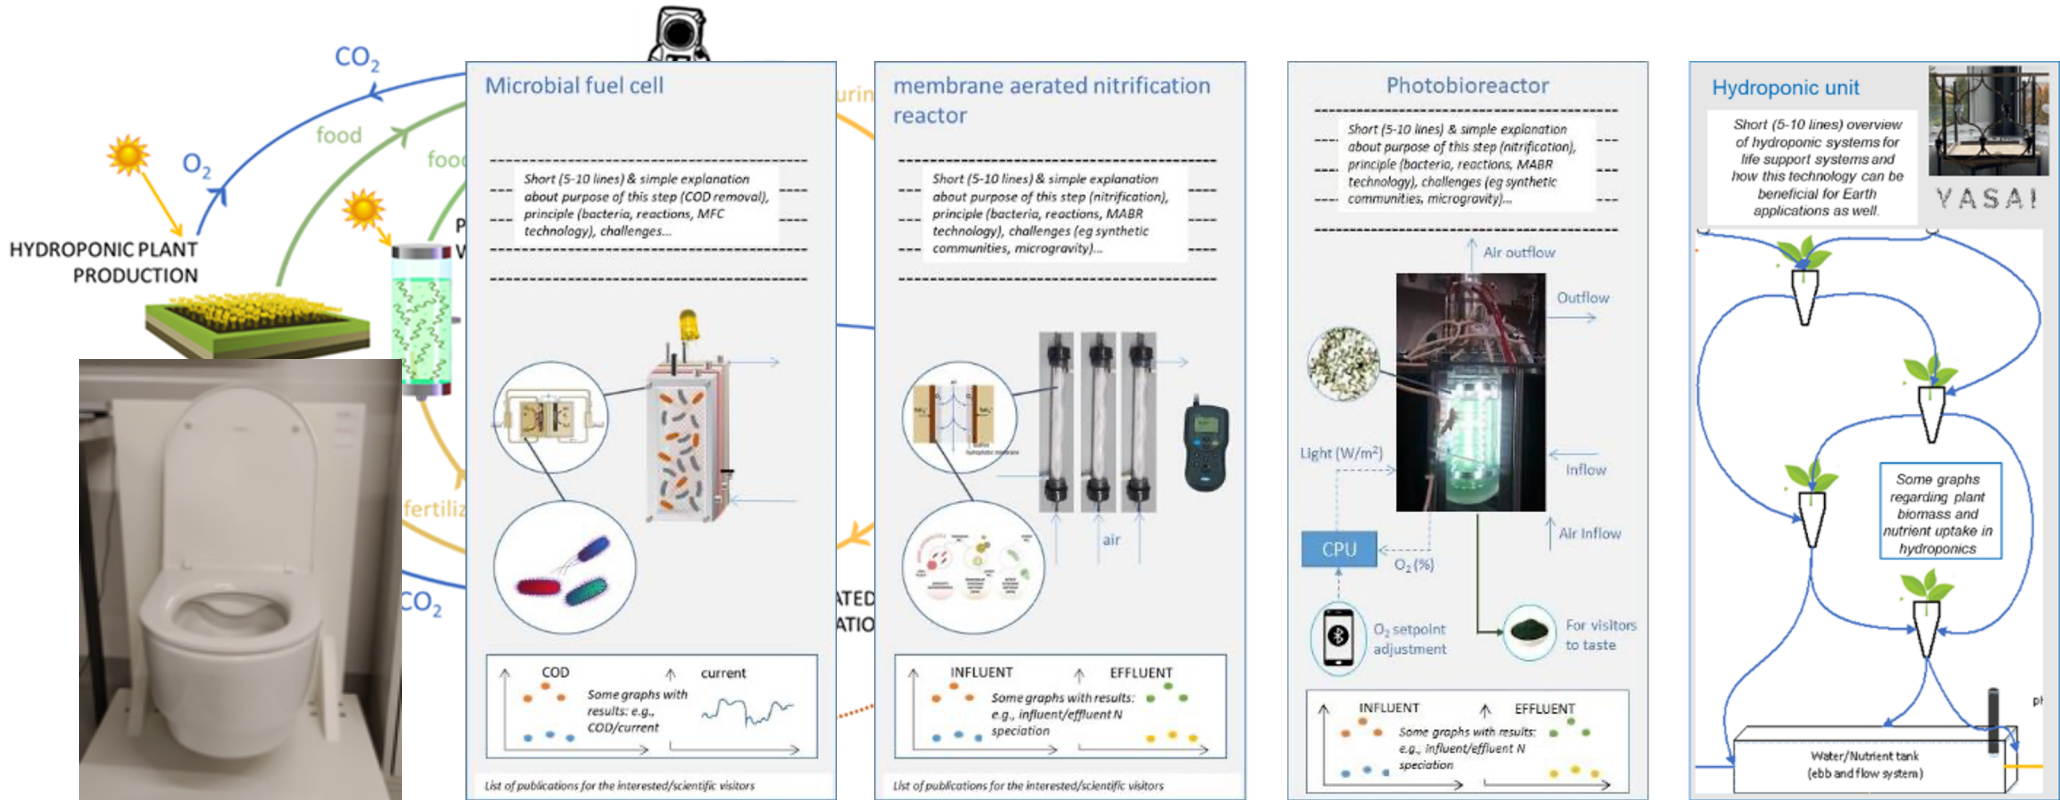 CO2
O2
food
HYDROPONIC PLANT
PRODUCTION
foo
P
W
fertiliz
CO2
Microbial fuel cell
Short (5-10 lines) & simple explanation
about purpose of this step (COD removal),
principle (bacteria, reactions, MFC
technology), challenges...
COD
current
Some graphs with
results: e.g.,
COD/current
List of publications for the interested/scientific visitors
urin
ATED
ATIO
membrane aerated nitrification
reactor
Short (5-10 lines) & simple explanation
about purpose of this step (nitrification),
principle (bacteria, reactions, MABR
technology), challenges (eg synthetic
communities, microgravity)...
air
INFLUENT
EFFLUENT
Some graphs with results:
e.g., influent/effluent N
speciation
List of publications for the interested/scientific visitors
Photobioreactor
Short (5-10 lines) & simple explanation
about purpose of this step (nitrification),
principle (bacteria, reactions, MABR
technology), challenges (eg synthetic
communities, microgravity)...
Air outflow
Outflow
Light (W/m2)
Inflow
Air Inflow
CPU
O2 (%)
O2 setpoint
adjustment
For visitors
to taste
INFLUENT
EFFLUENT
Some graphs with results:
e.g., influent/effluent N
speciation
Hydroponic unit
Short (5-10 lines) overview
of hydroponic systems for
life support systems and
how this technology can be
beneficial for Earth
applications as well.
YASAI
Some graphs
regarding plant
biomass and
nutrient uptake in
hydroponics
pH
Water/Nutrient tank
(ebb and flow system)